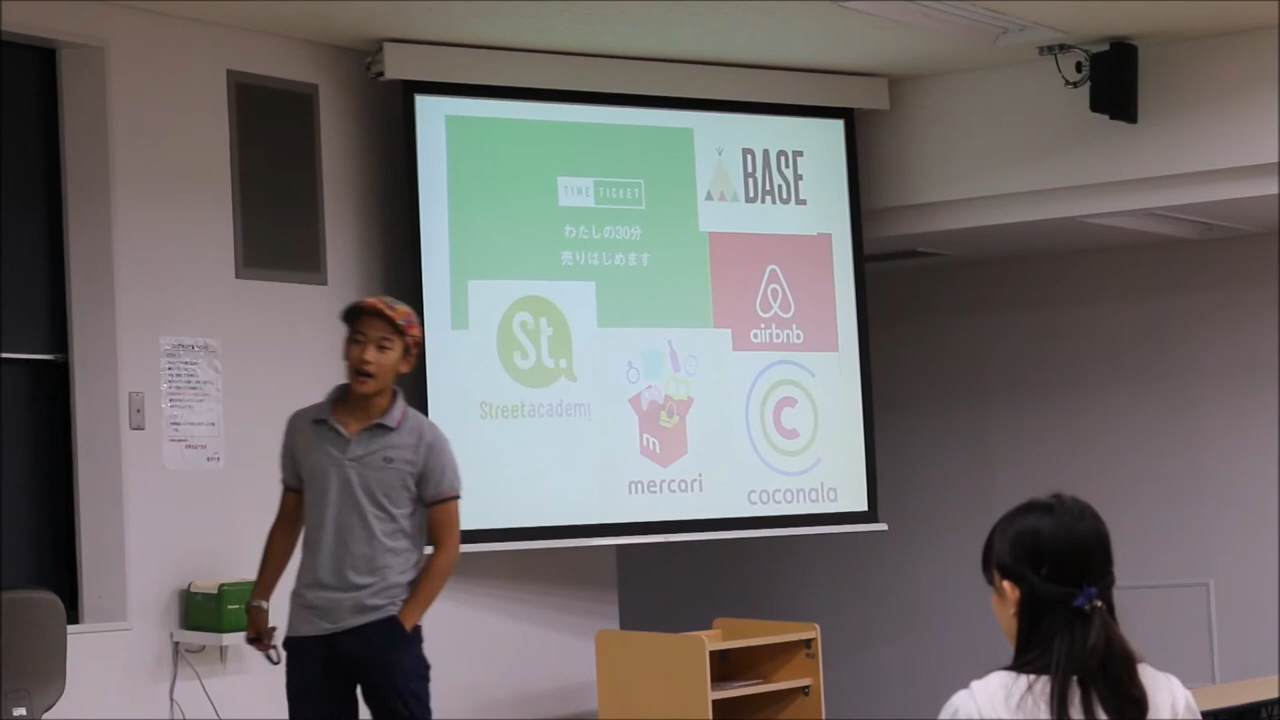 TIME TICKET
わたしの30分
売りはじめます
BASE
airbnb
St.
Streetacademy
m
mercari
c
coconala